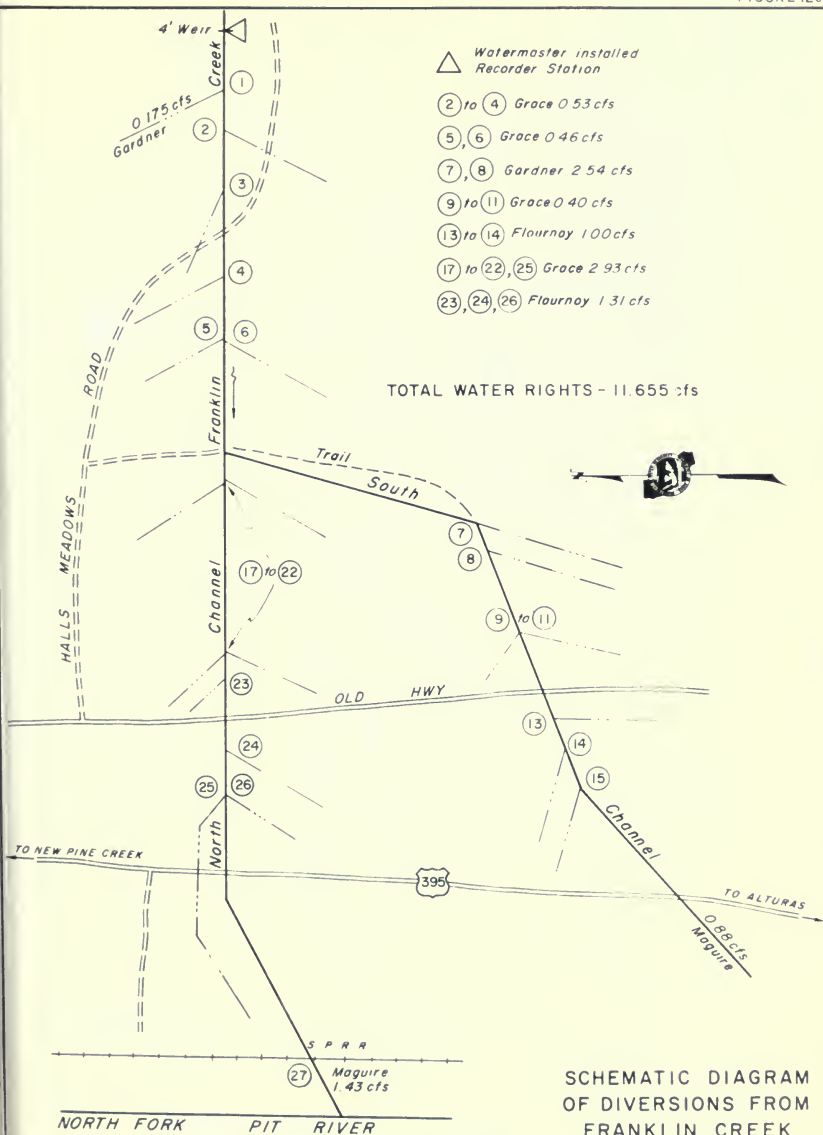 4' Weir
Creek
1
0.175 cfs
Gardner
2
3
4
5 6
ROAD
MEADOWS
HALLS
Franklin
Trail
South
7
8
17 to 22
Channel
9 to 11
23
OLD HWY
13
24
14
25 26
15
Channel
North
TO NEW PINE CREEK
395
TO ALTURAS
0.88 cfs
Maguire
S P R R
27 Maguire
1.43 cfs
NORTH FORK PIT RIVER
Watermaster installed
Recorder Station
2 to 4 Grace 0 53 cfs
5, 6 Grace 0 46 cfs
7, 8 Gardner 2 54 cfs
9 to 11 Grace 0 40 cfs
13 to 14 Flournoy 1 00 cfs
17 to 22, 25 Grace 2 93 cfs
23, 24, 26 Flournoy 1 31 cfs
TOTAL WATER RIGHTS - 11.655 cfs
SCHEMATIC DIAGRAM
OF DIVERSIONS FROM
FRANKLIN CREEK